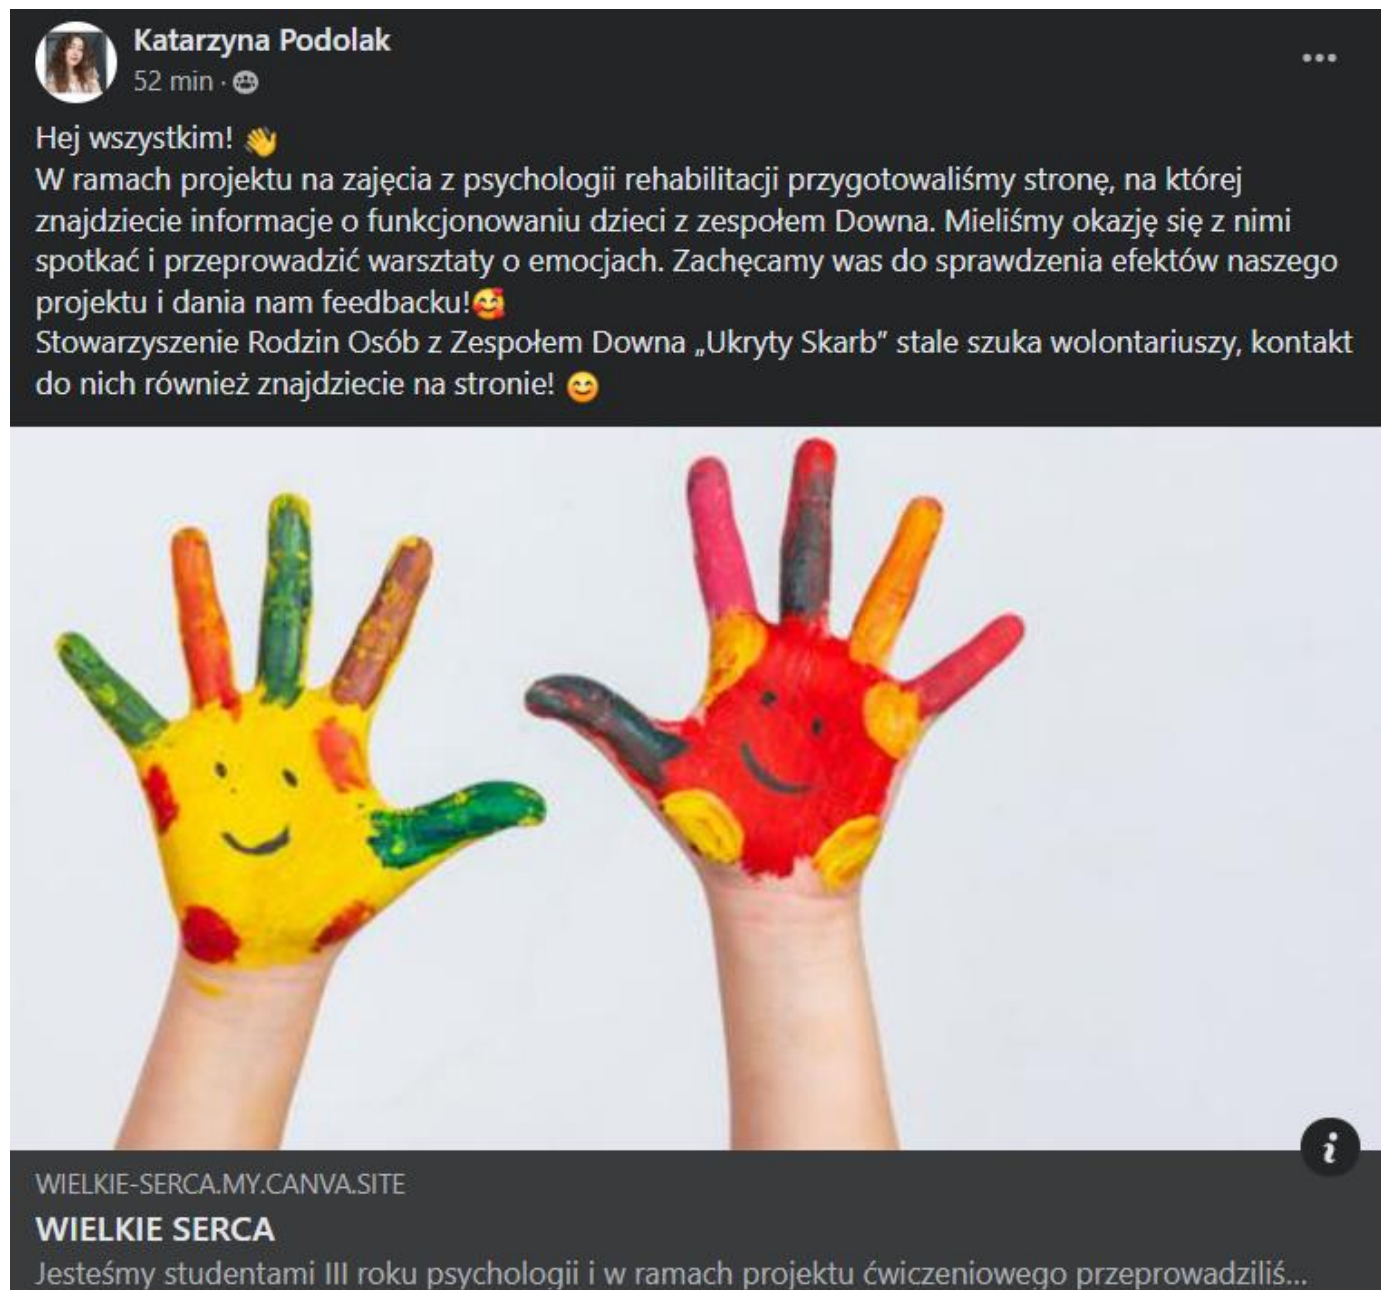 Katarzyna Podolak
52 min ·
Hej wszystkim! 👋
W ramach projektu na zajęcia z psychologii rehabilitacji przygotowaliśmy stronę, na której
znajdziecie informacje o funkcjonowaniu dzieci z zespołem Downa. Mieliśmy okazję się z nimi
spotkać i przeprowadzić warsztaty o emocjach. Zachęcamy was do sprawdzenia efektów naszego
projektu i dania nam feedbacku!🥰
Stowarzyszenie Rodzin Osób z Zespołem Downa „Ukryty Skarb” stale szuka wolontariuszy, kontakt
do nich również znajdziecie na stronie! 😊
WIELKIE-SERCA.MY.CANVA.SITE
WIELKIE SERCA
Jesteśmy studentami III roku psychologii i w ramach projektu ćwiczeniowego przeprowadziliś...